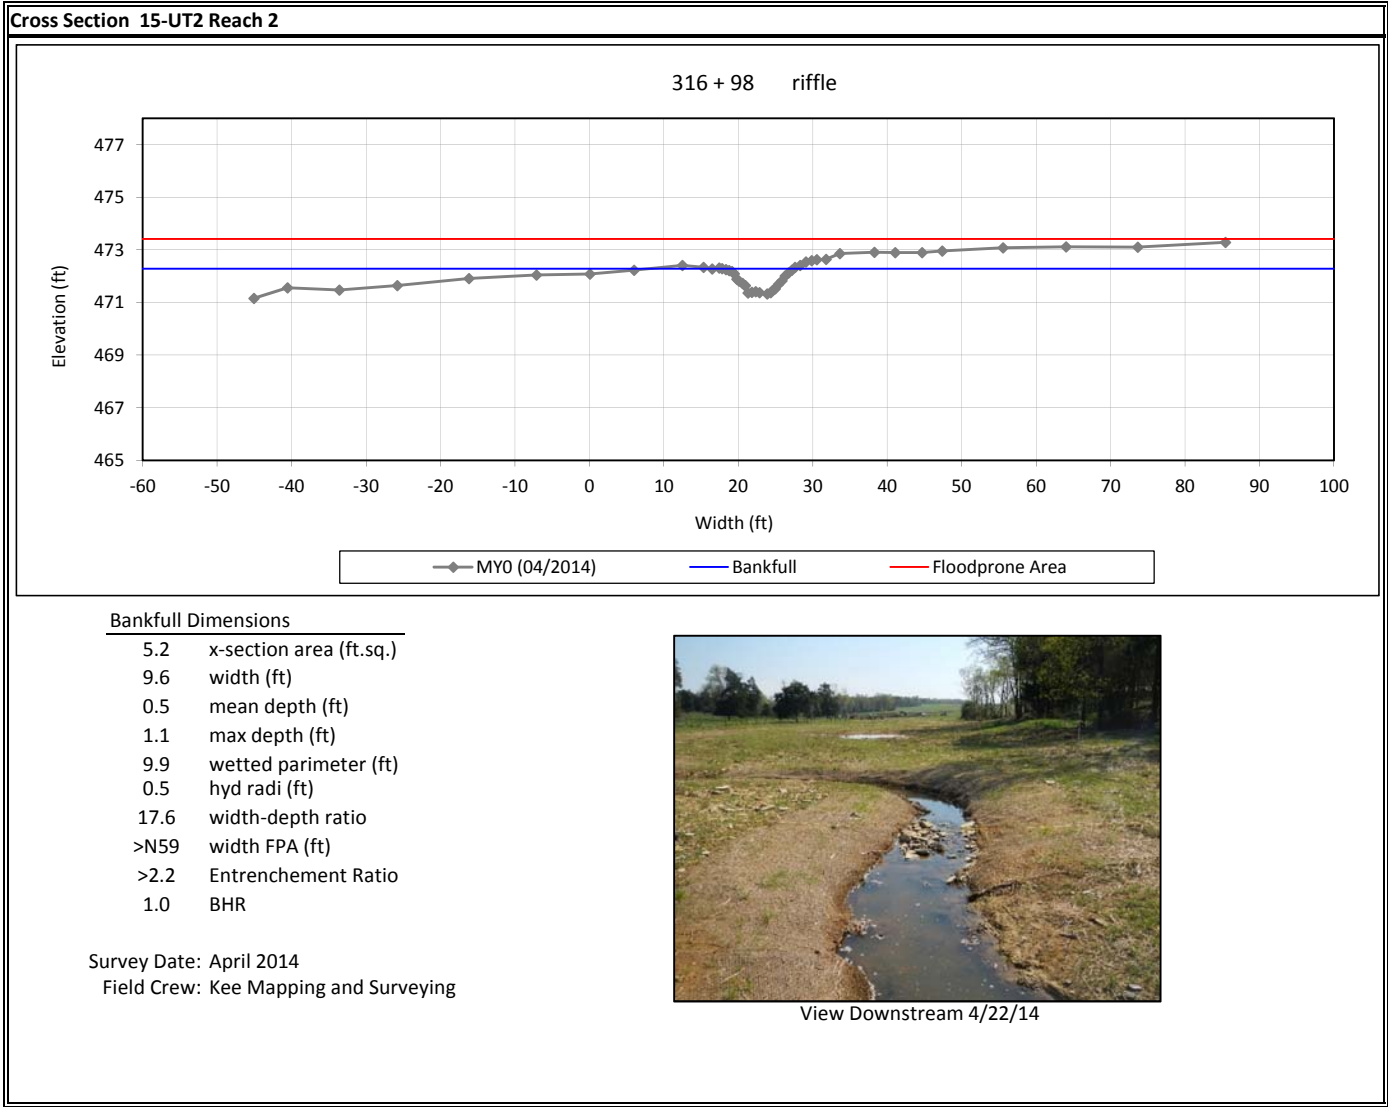 Cross Section 15-UT2 Reach 2
316 + 98 riffle
477
475
473
471
469
467
465
Elevation (ft)
-60 -50 -40 -30 -20 -10 0 10 20 30 40 50 60 70 80 90 100
Width (ft)
MY0 (04/2014) Bankfull Floodprone Area
Bankfull Dimensions
5.2 x-section area (ft.sq.)
9.6 width (ft)
0.5 mean depth (ft)
1.1 max depth (ft)
9.9 wetted parimeter (ft)
0.5 hyd radi (ft)
17.6 width-depth ratio
>N59 width FPA (ft)
>2.2 Entrenchement Ratio
1.0 BHR
Survey Date: April 2014
Field Crew: Kee Mapping and Surveying
View Downstream 4/22/14